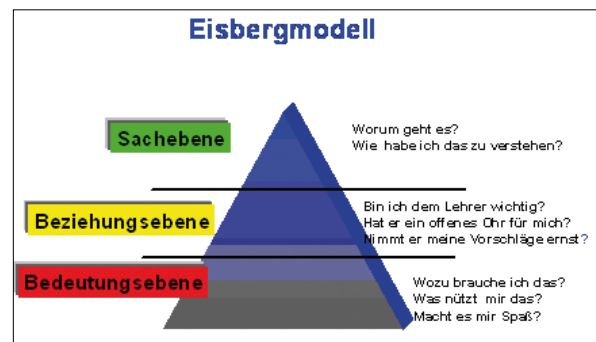 Eisbergmodell
Sachebene
Worum geht es?
Wie habe ich das zu verstehen?
Beziehungsebene
Bin ich dem Lehrer wichtig?
Hat er ein offenes Ohr für mich?
Nimmt er meine Vorschläge ernst?
Bedeutungsebene
Wozu brauche ich das?
Was nützt mir das?
Macht es mir Spaß?